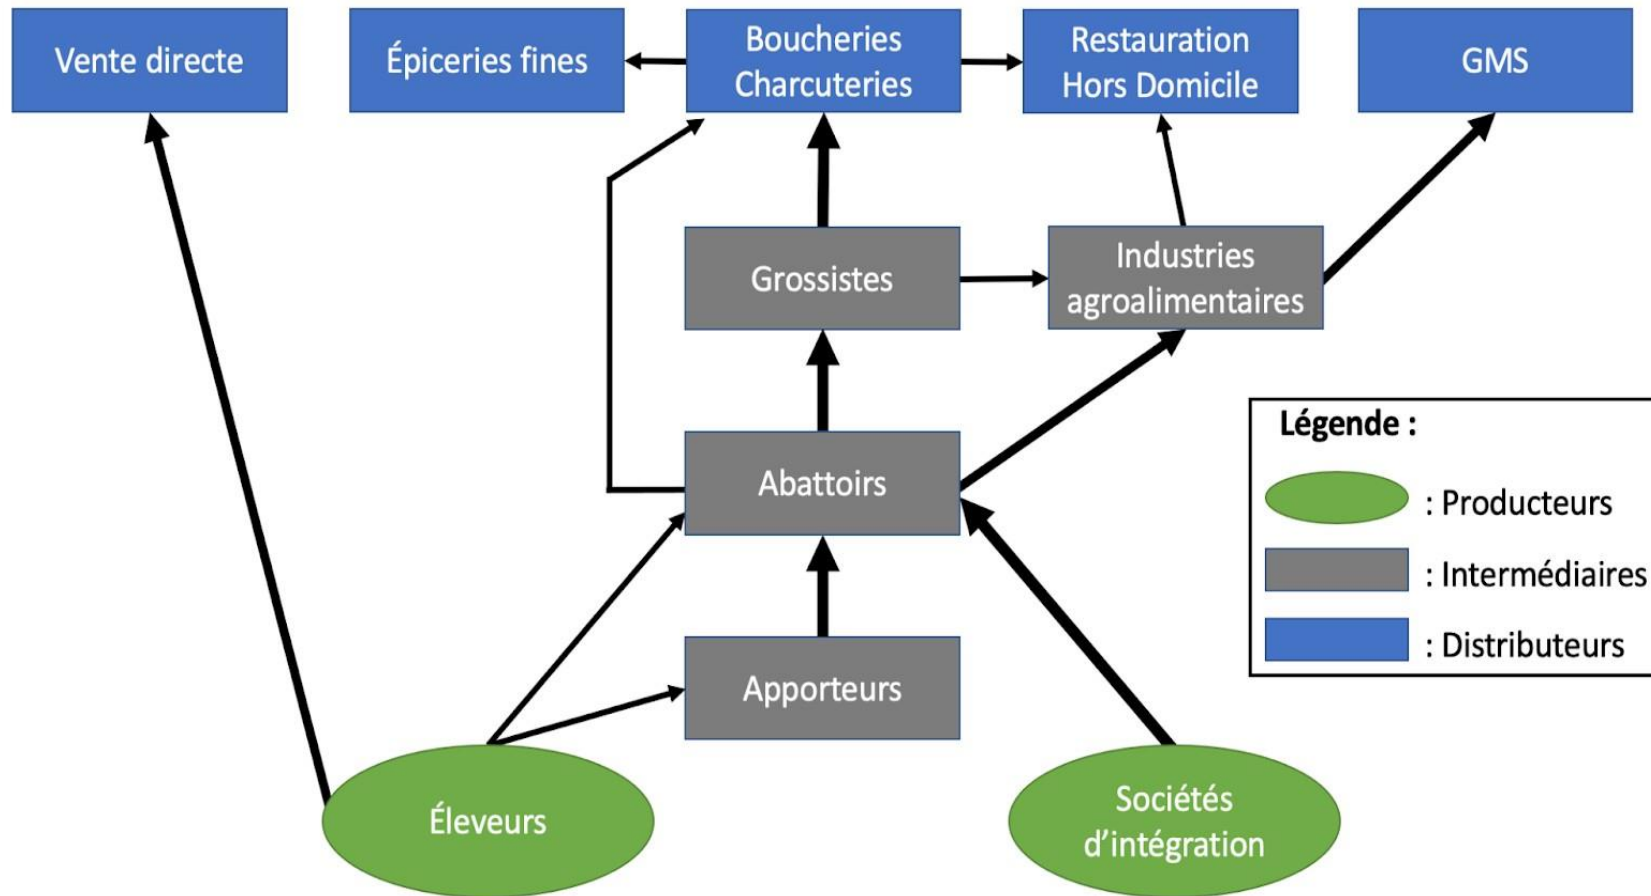 Vente directe
Épiceries fines
Boucheries
Charcuteries
Restauration
Hors Domicile
GMS
Grossistes
Industries
agroalimentaires
Abattoirs
Apporteurs
Éleveurs
Sociétés
d'intégration
Légende :
: Producteurs
: Intermédiaires
: Distributeurs